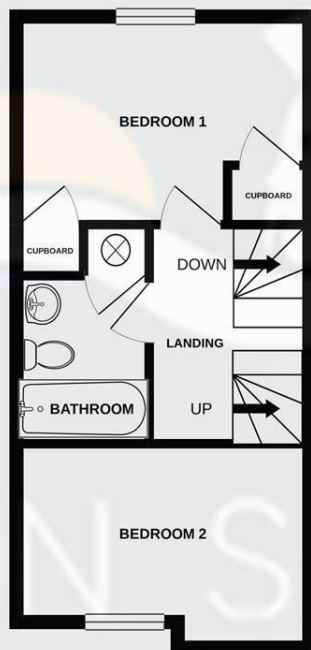 BEDROOM 1
CUPBOARD
CUPBOARD
DOWN
LANDING
BATHROOM
UP
BEDROOM 2
N S